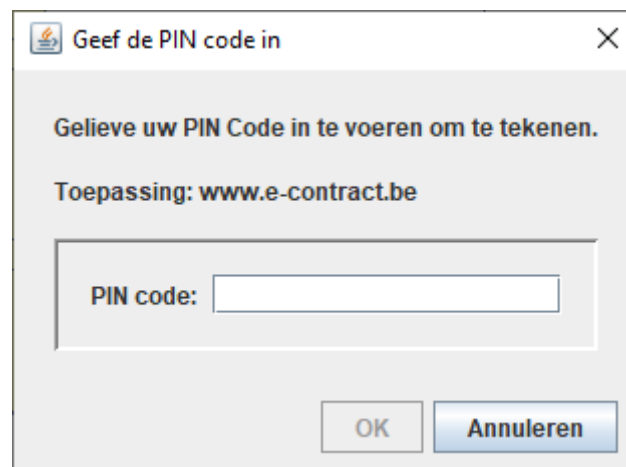 Geef de PIN code in
Gelieve uw PIN Code in te voeren om te tekenen.
Toepassing: www.e-contract.be
PIN code:
OK Annuleren